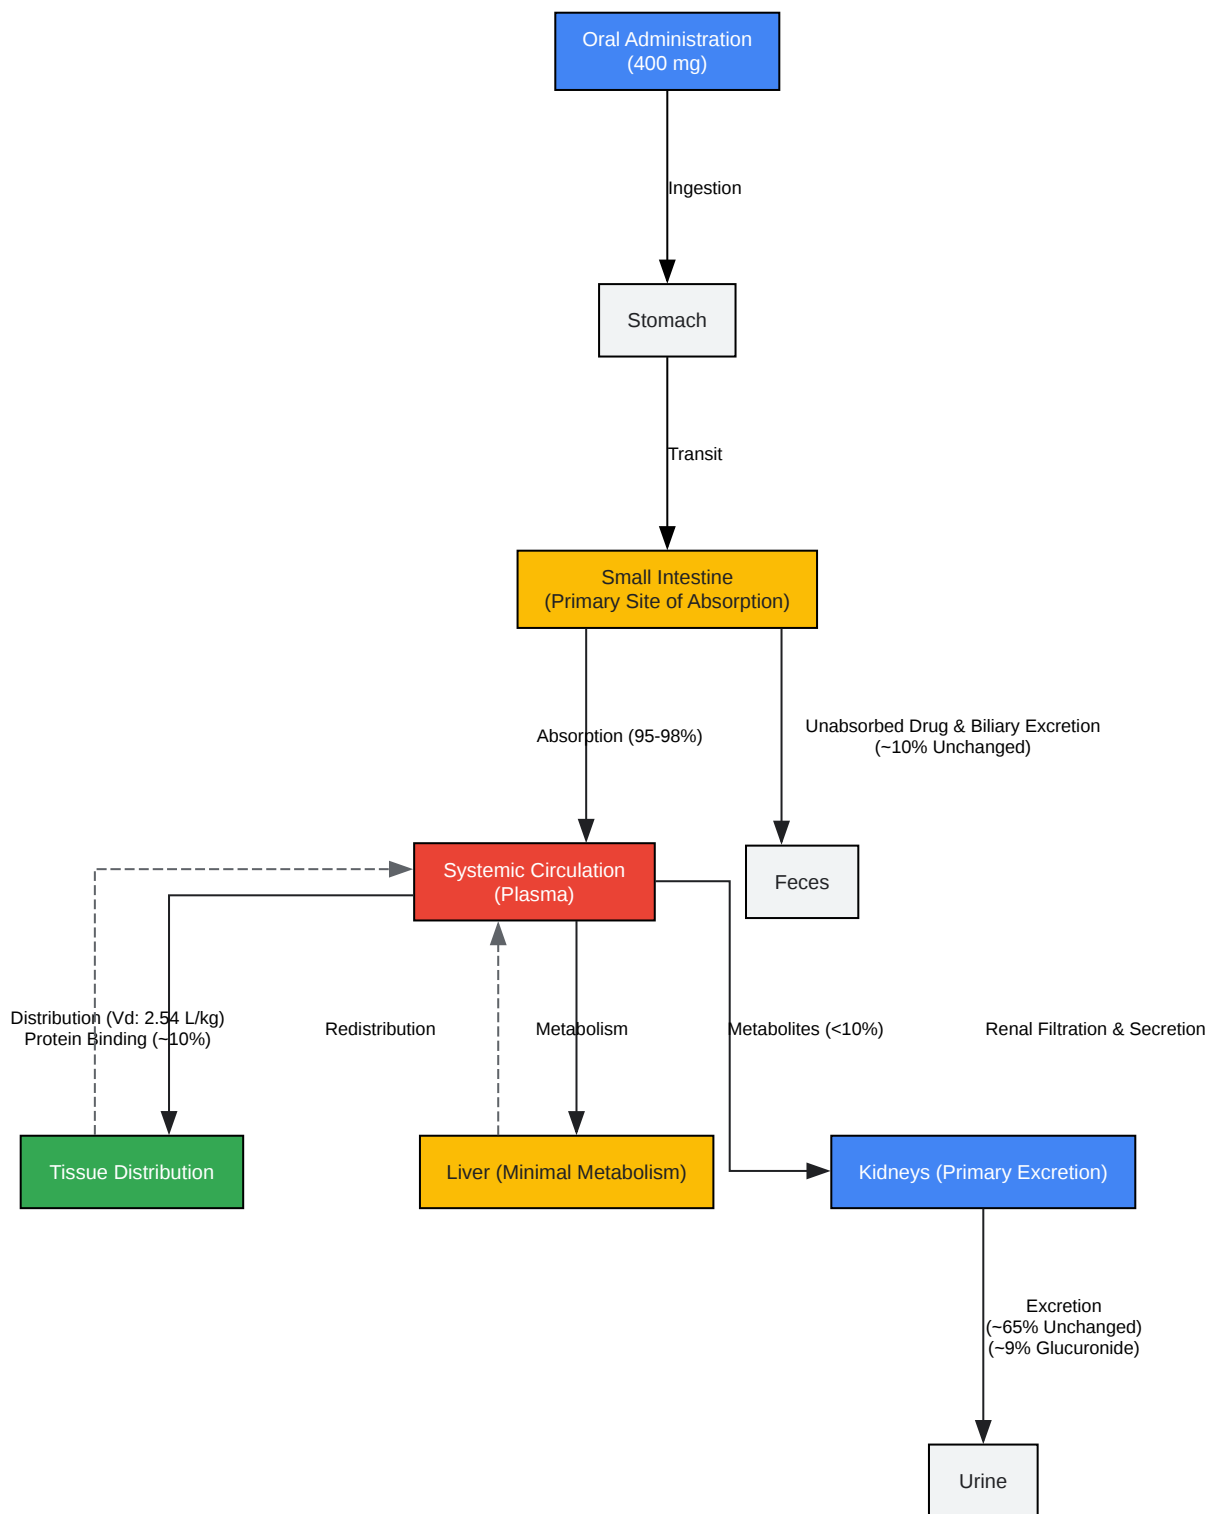 Oral Administration
(400 mg)
Ingestion
Stomach
Transit
Small Intestine
(Primary Site of Absorption)
Absorption (95-98%)
Unabsorbed Drug & Biliary Excretion
(~10% Unchanged)
Systemic Circulation
(Plasma)
Feces
Distribution (Vd: 2.54 L/kg)
Protein Binding (~10%)
Redistribution
Metabolism
Metabolites (<10%)
Renal Filtration & Secretion
Tissue Distribution
Liver (Minimal Metabolism)
Kidneys (Primary Excretion)
Excretion
(~65% Unchanged)
(~9% Glucuronide)
Urine